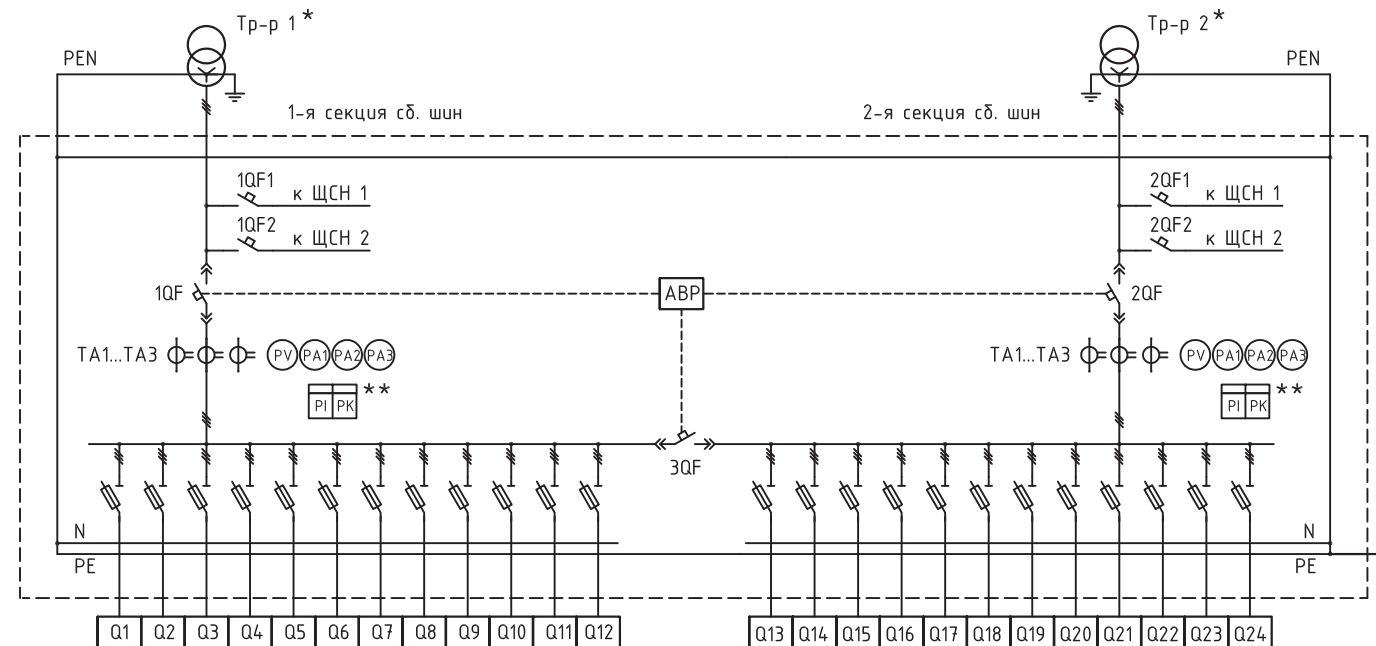 Тр-р 1* Тр-р 2*
PEN PEN
1-я секция сб. шин 2-я секция сб. шин
1QF1 к ЩСН 1 2QF1 к ЩСН 1
1QF2 к ЩСН 2 2QF2 к ЩСН 2
1QF АВР 2QF
ТА1...ТА3 PV PA1 PA2 PA3 ТА1...ТА3 PV PA1 PA2 PA3
PI PK ** PI PK **
3QF
N N
PE PE
Q1 Q2 Q3 Q4 Q5 Q6 Q7 Q8 Q9 Q10 Q11 Q12 Q13 Q14 Q15 Q16 Q17 Q18 Q19 Q20 Q21 Q22 Q23 Q24